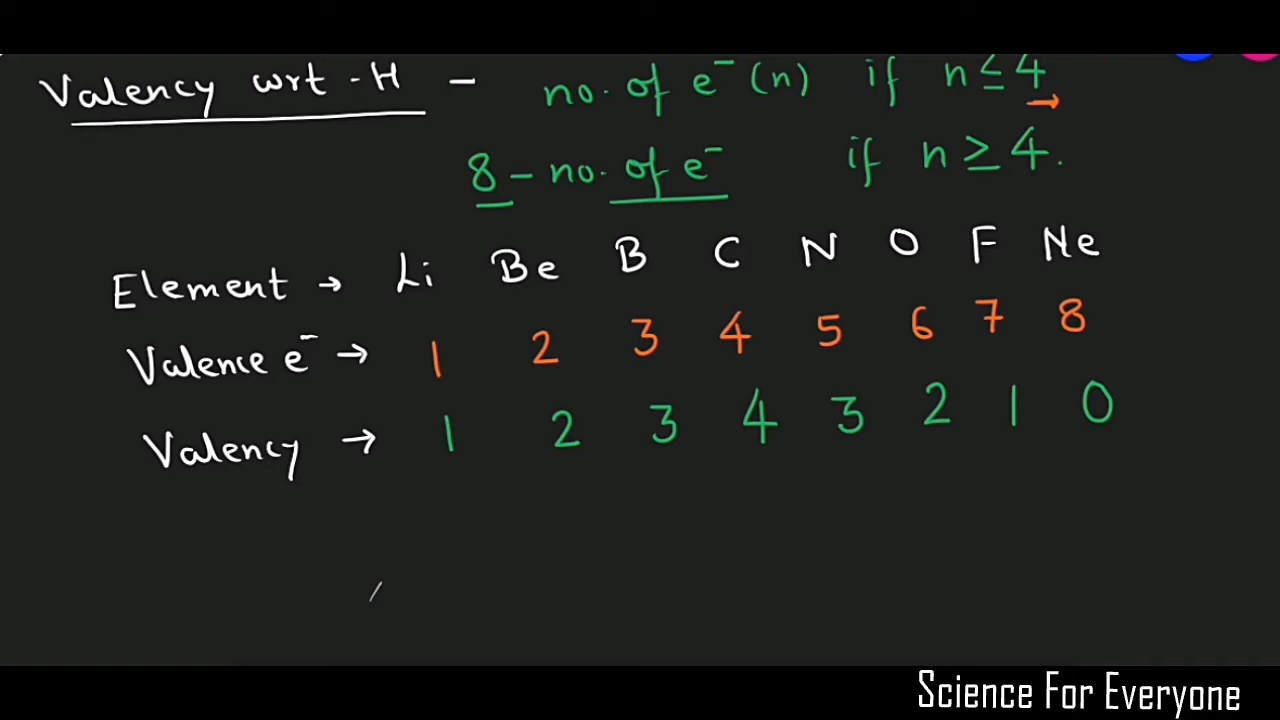 Valency wrt - H - no. of e⁻ (n) if n ≤ 4
8 - no. of e⁻ if n ≥ 4.
Element → Li Be B C N O F Ne
Valence e⁻ → 1 2 3 4 5 6 7 8
Valency → 1 2 3 4 3 2 1 0
Science For Everyone